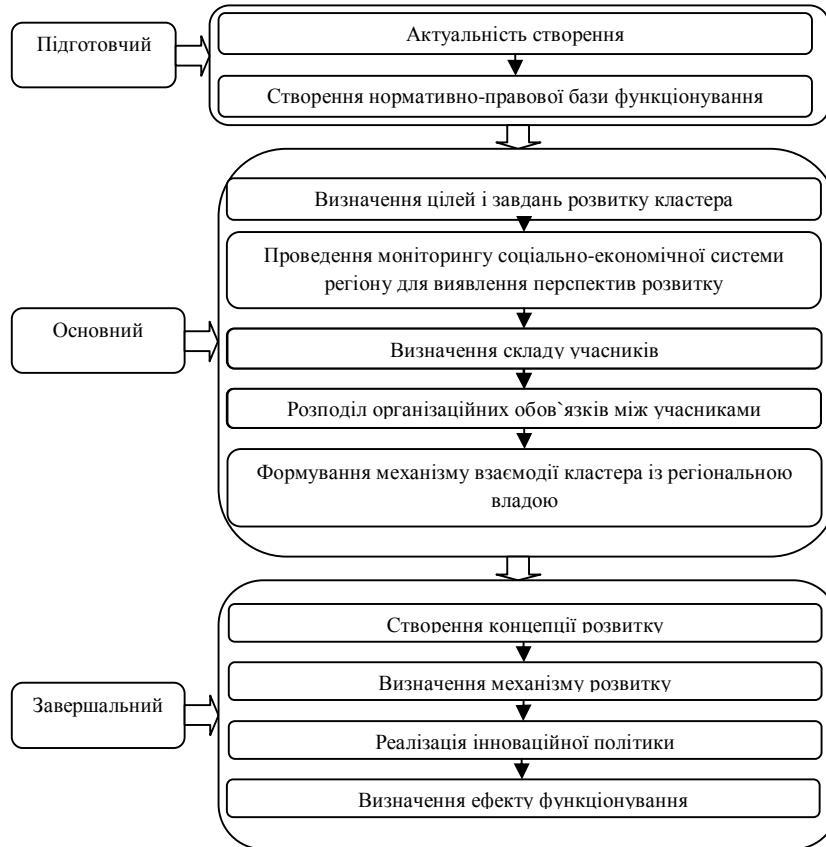 Підготовчий
Актуальність створення
Створення нормативно-правової бази функціонування
Визначення цілей і завдань розвитку кластера
Проведення моніторингу соціально-економічної системи
регіону для виявлення перспектив розвитку
Основний
Визначення складу учасників
Розподіл організаційних обов`язків між учасниками
Формування механізму взаємодії кластера із регіональною
владою
Створення концепції розвитку
Завершальний
Визначення механізму розвитку
Реалізація інноваційної політики
Визначення ефекту функціонування